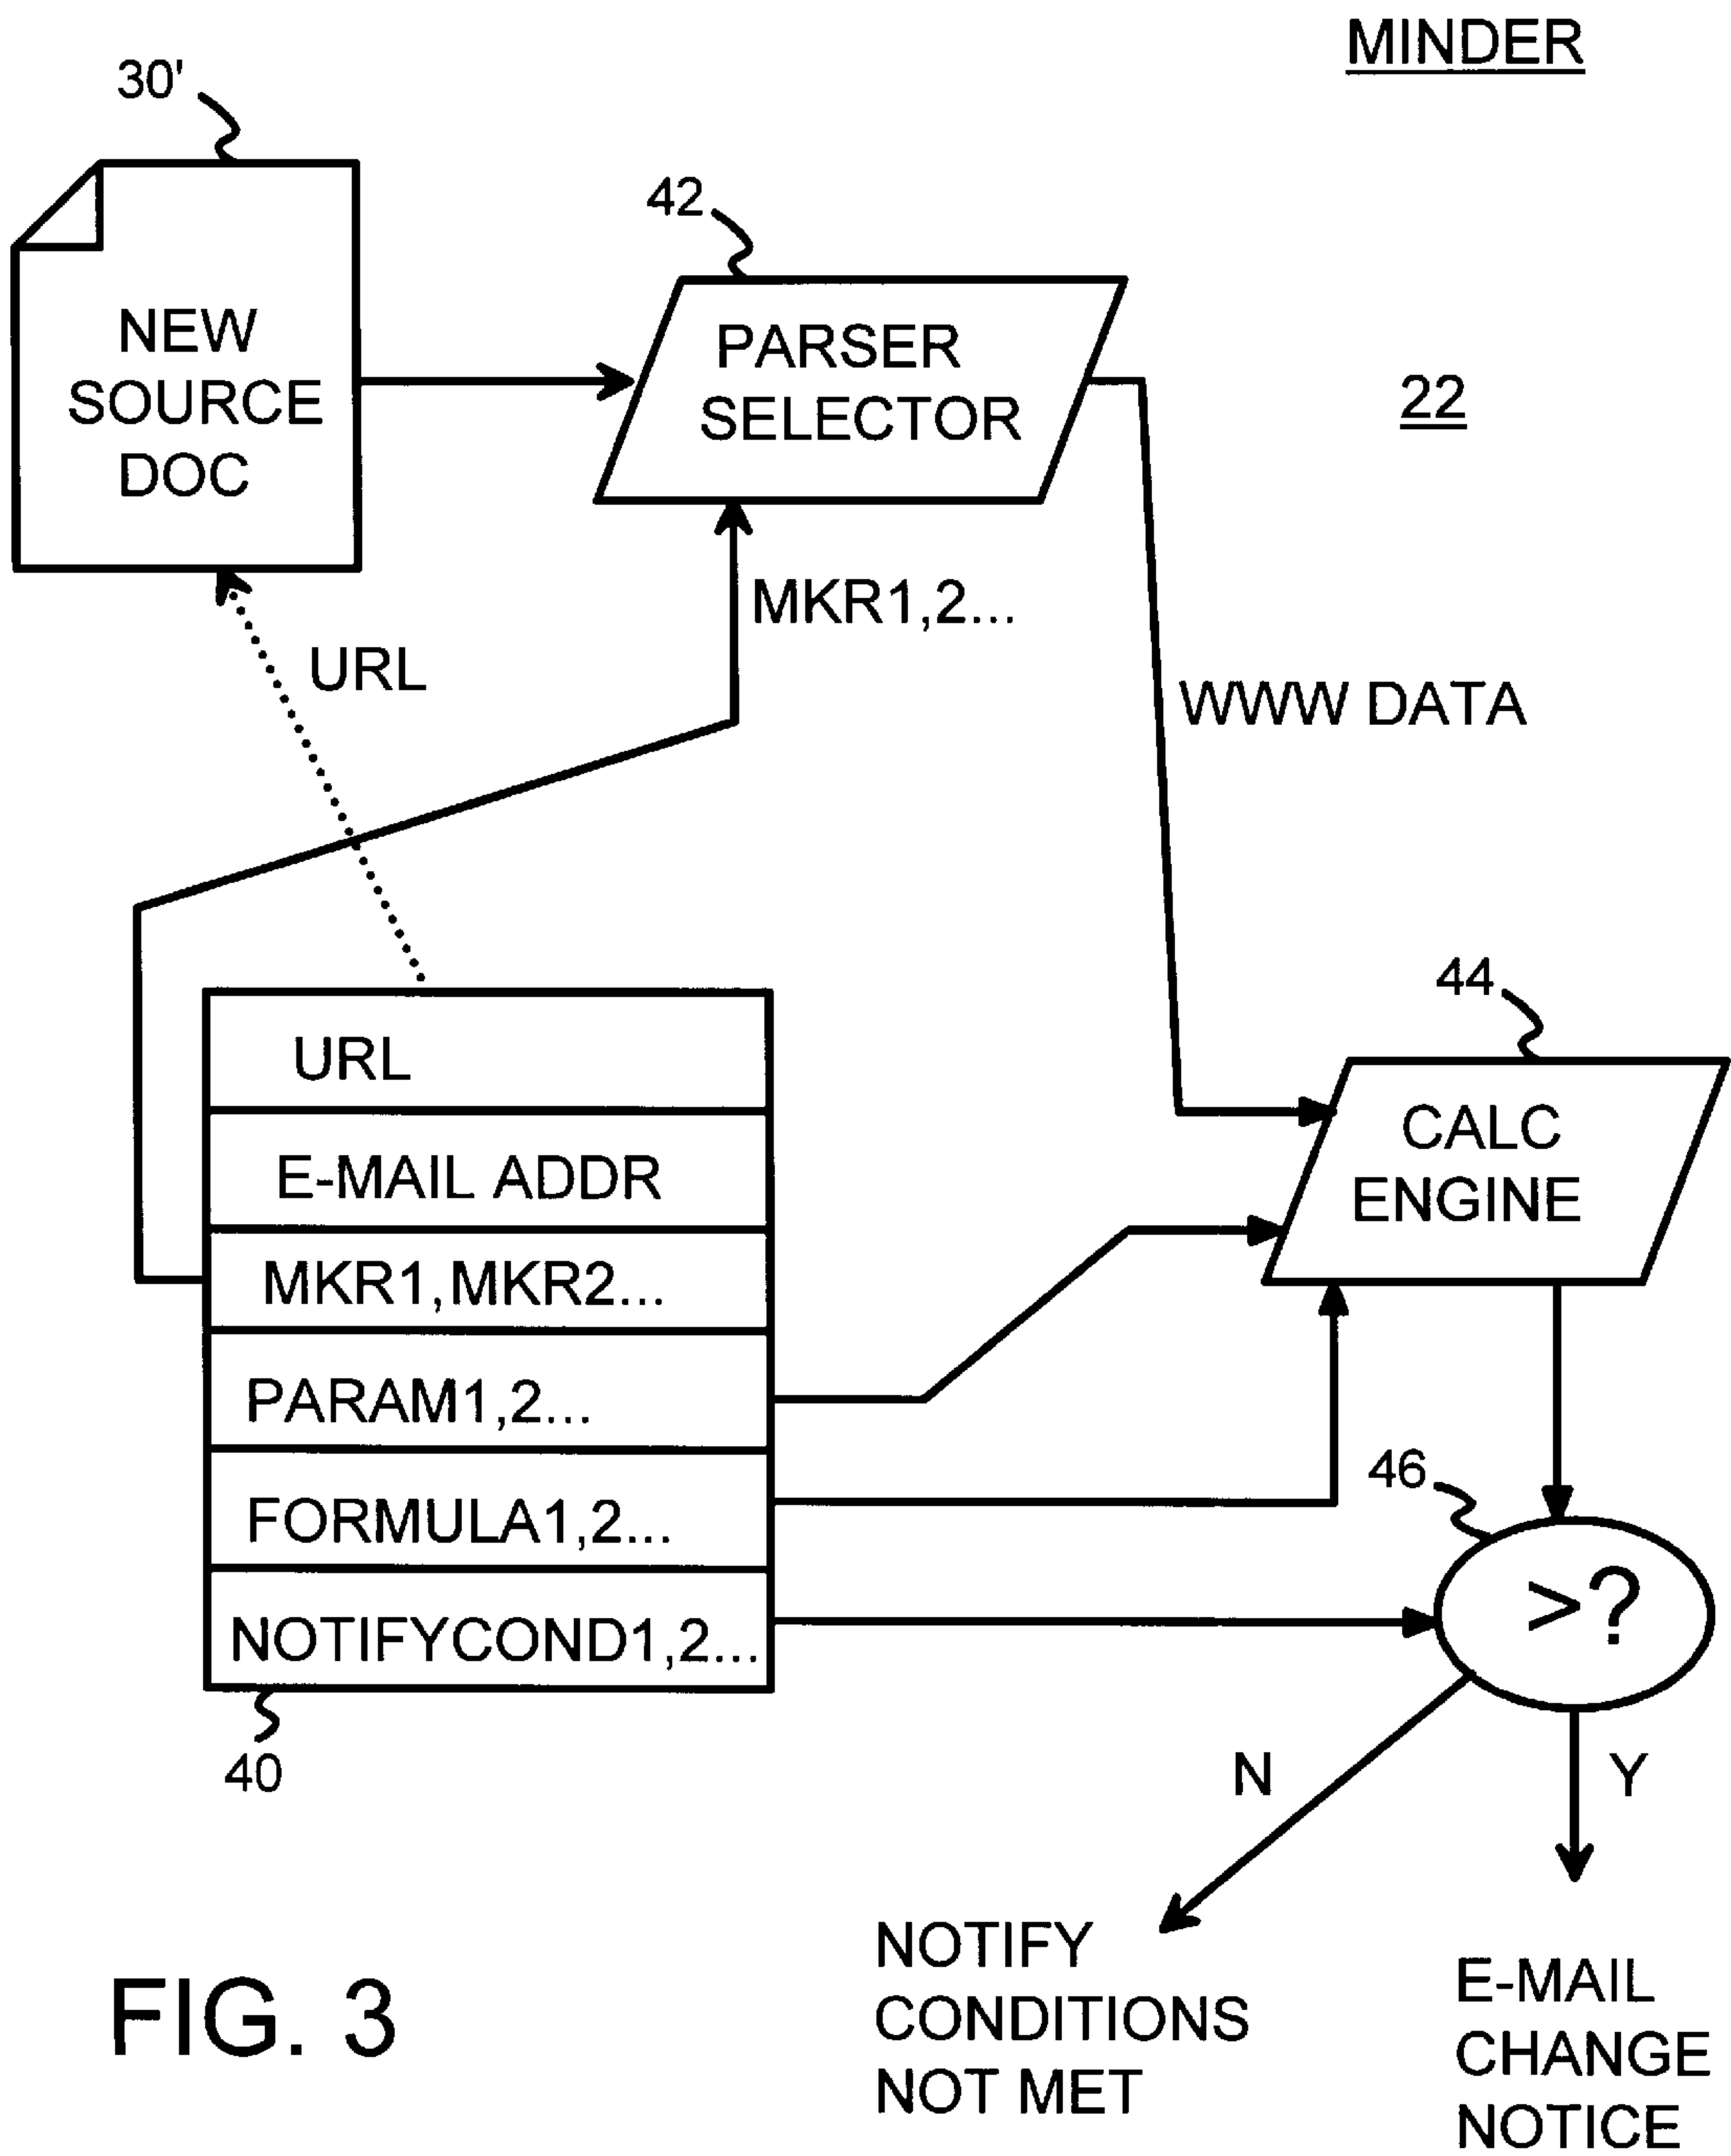 MINDER
30'
42
NEW
SOURCE
DOC
PARSER
SELECTOR
22
MKR1,2...
URL
WWW DATA
44
URL
E-MAIL ADDR
MKR1,MKR2...
PARAM1,2...
FORMULA1,2...
NOTIFYCOND1,2...
40
CALC
ENGINE
46
>?
N
Y
NOTIFY
CONDITIONS
NOT MET
E-MAIL
CHANGE
NOTICE
FIG. 3